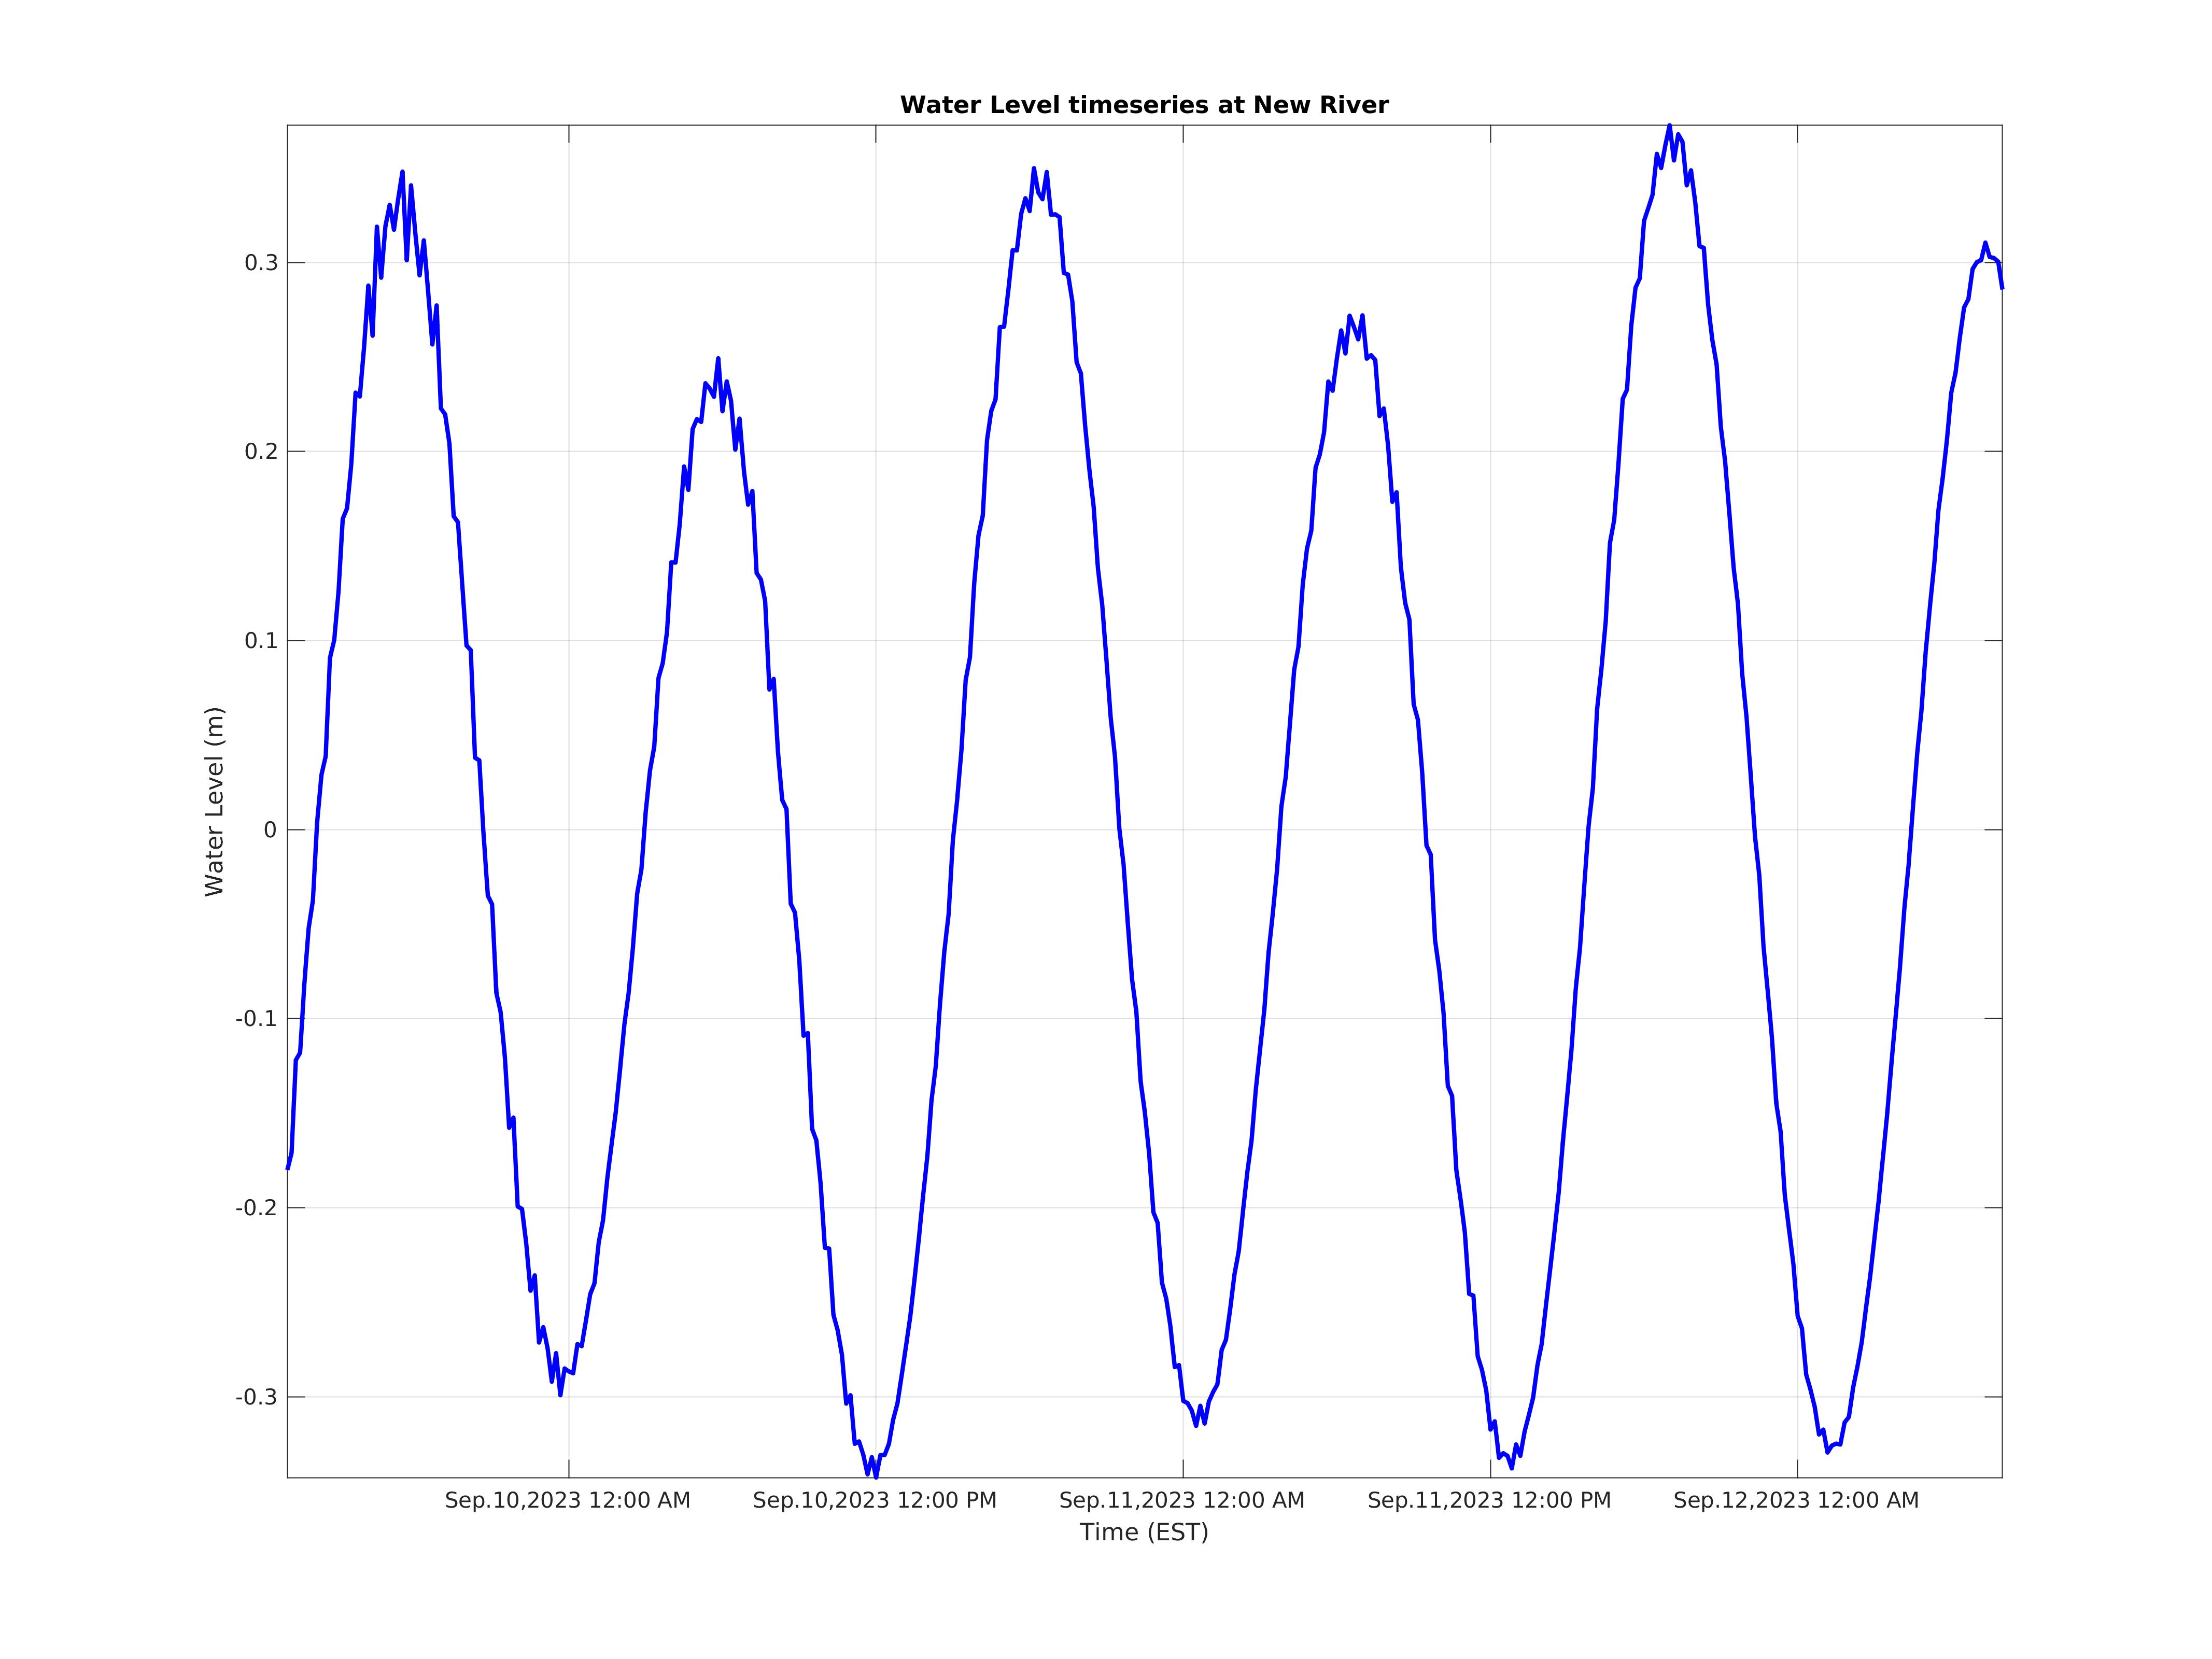 Water Level timeseries at New River
Water Level (m)
0.3
0.2
0.1
0
-0.1
-0.2
-0.3
Sep.10,2023 12:00 AM
Sep.10,2023 12:00 PM
Sep.11,2023 12:00 AM
Sep.11,2023 12:00 PM
Sep.12,2023 12:00 AM
Time (EST)